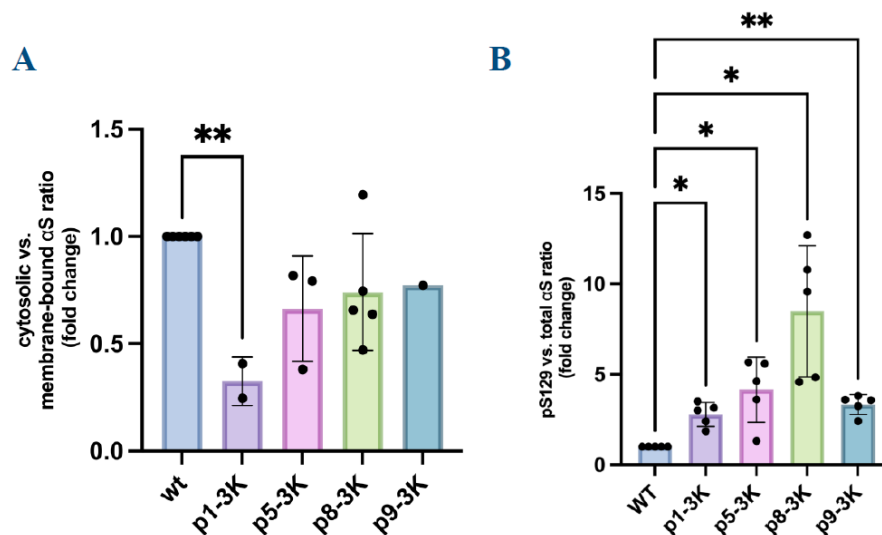 A
cytosolic vs.
membrane-bound αS ratio
(fold change)
1.5
1.0
0.5
0.0
**
wt
p1-3K
p5-3K
p8-3K
p9-3K
B
pS129 vs. total αS ratio
(fold change)
15
10
5
0
**
*
*
*
WT
p1-3K
p5-3K
p8-3K
p9-3K